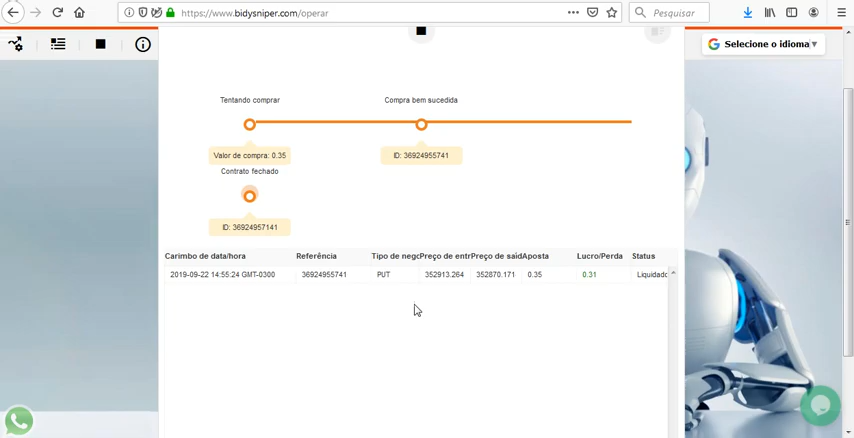 https://www.bidysniper.com/operar
Pesquisar
Selecione o idioma▼
Tentando comprar
Compra bem sucedida
Valor de compra: 0.35
ID: 36924955741
Contrato fechado
ID: 36924957141
Carimbo de data/hora Referência Tipo de negc Preço de entr Preço de saíd Aposta Lucro/Perda Status
2019-09-22 14:55:24 GMT-0300 36924955741 PUT 352913.264 352870.171 0.35 0.31 Liquidado